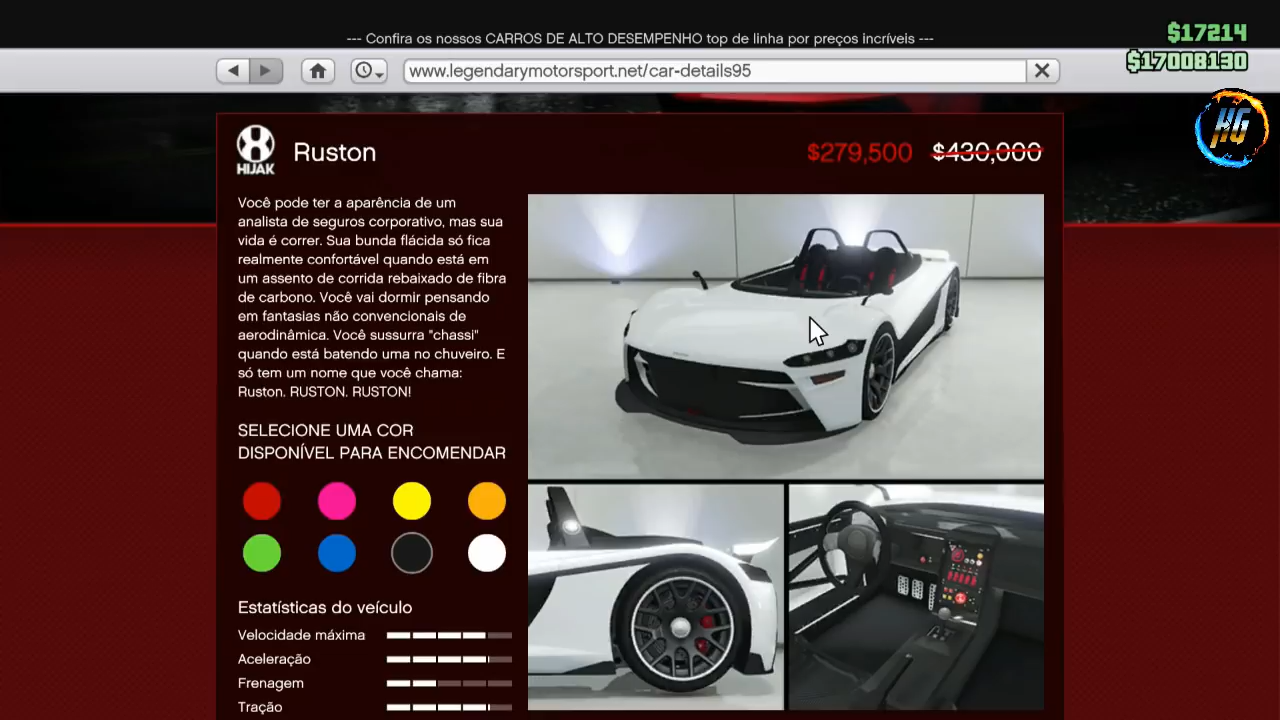 --- Confira os nossos CARROS DE ALTO DESEMPENHO top de linha por preços incríveis ---
$17214
$17008130
www.legendarymotorsport.net/car-details95
HG
HIJAK
Ruston
$279,500 $430,000
Você pode ter a aparência de um
analista de seguros corporativo, mas sua
vida é correr. Sua bunda flácida só fica
realmente confortável quando está em
um assento de corrida rebaixado de fibra
de carbono. Você vai dormir pensando
em fantasias não convencionais de
aerodinâmica. Você sussurra "chassi"
quando está batendo uma no chuveiro. E
só tem um nome que você chama:
Ruston. RUSTON. RUSTON!
SELECIONE UMA COR
DISPONÍVEL PARA ENCOMENDAR
Estatísticas do veículo
Velocidade máxima
Aceleração
Frenagem
Tração